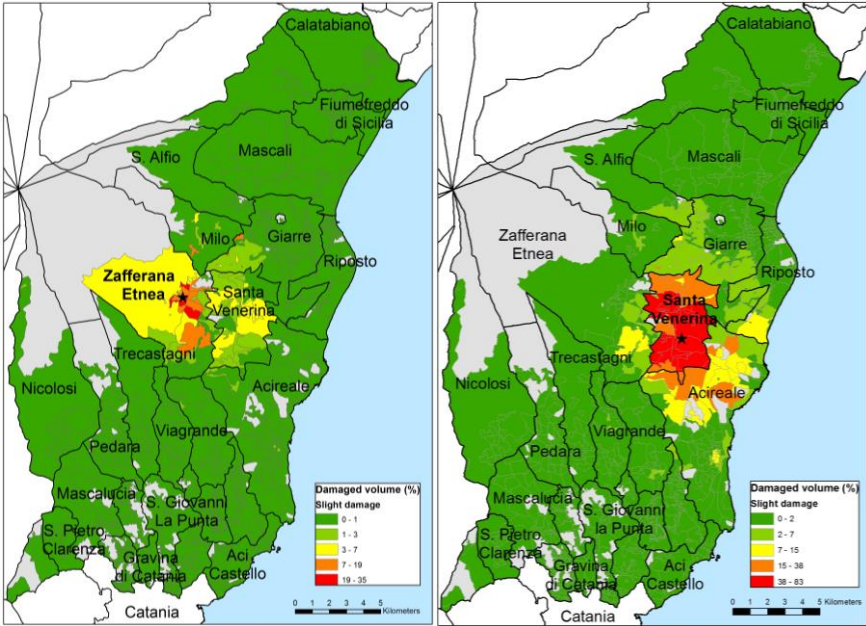 Calatabiano
Fiumefreddo
di Sicilia
S. Alfio
Mascali
Milo
Giarre
Riposto
Zafferana
Etnea
Santa
Venerina
Trecastagni
Nicolosi
Acireale
Pedara
Viagrande
Mascalucia
S. Giovanni
La Punta
S. Pietro
Clarenza
Gravina
di Catania
Aci
Castello
Catania
Damaged volume (%)
Slight damage
0 - 1
1 - 3
3 - 7
7 - 19
19 - 35
0 1 2 3 4 5
Kilometers
Calatabiano
Fiumefreddo
di Sicilia
S. Alfio
Mascali
Milo
Giarre
Zafferana
Etnea
Riposto
Santa
Venerina
Trecastagni
Nicolosi
Acireale
Viagrande
Pedara
Mascalucia
S. Giovanni
la Punta
S. Pietro
Clarenza
Gravina
di Catania
Aci
Castello
Catania
Damaged volume (%)
Slight damage
0 - 2
2 - 7
7 - 15
15 - 38
38 - 83
0 1 2 3 4 5
Kilometers